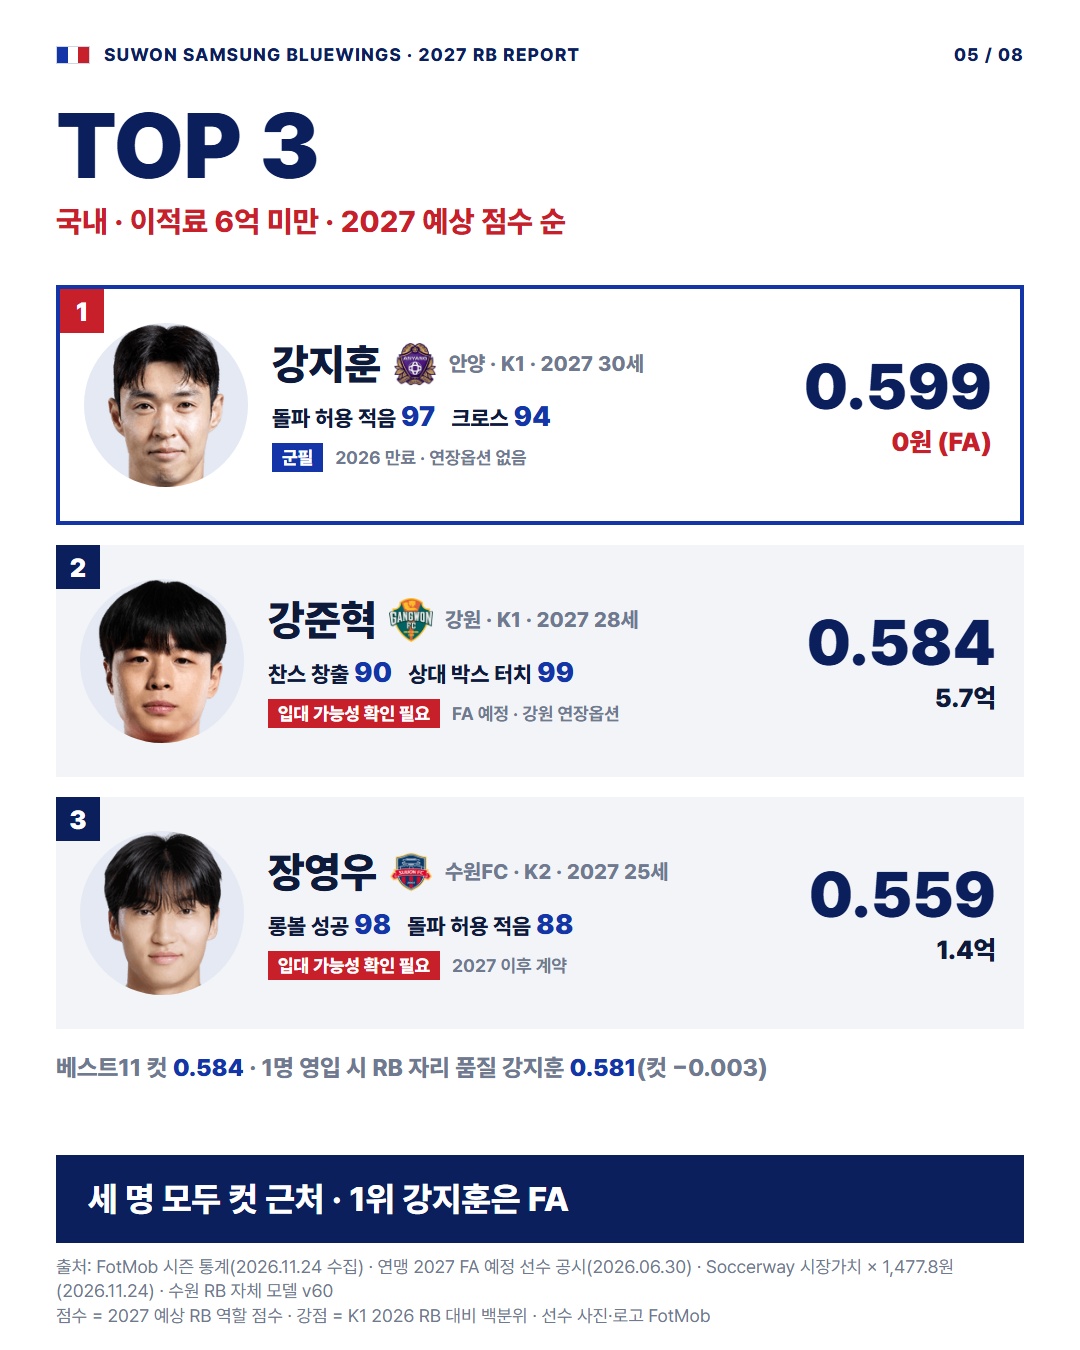 SUWON SAMSUNG BLUEWINGS · 2027 RB REPORT
05 / 08
TOP 3
국내 · 이적료 6억 미만 · 2027 예상 점수 순
1
강지훈 안양 · K1 · 2027 30세
돌파 허용 적음 97 크로스 94
군필 2026 만료 · 연장옵션 없음
0.599
0원 (FA)
2
강준혁 GANGWON FC 강원 · K1 · 2027 28세
찬스 창출 90 상대 박스 터치 99
입대 가능성 확인 필요 FA 예정 · 강원 연장옵션
0.584
5.7억
3
장영우 수원FC · K2 · 2027 25세
롱볼 성공 98 돌파 허용 적음 88
입대 가능성 확인 필요 2027 이후 계약
0.559
1.4억
베스트11 컷 0.584 · 1명 영입 시 RB 자리 품질 강지훈 0.581(컷 −0.003)
세 명 모두 컷 근처 · 1위 강지훈은 FA
출처: FotMob 시즌 통계(2026.11.24 수집) · 연맹 2027 FA 예정 선수 공시(2026.06.30) · Soccerway 시장가치 × 1,477.8원
(2026.11.24) · 수원 RB 자체 모델 v60
점수 = 2027 예상 RB 역할 점수 · 강점 = K1 2026 RB 대비 백분위 · 선수 사진·로고 FotMob